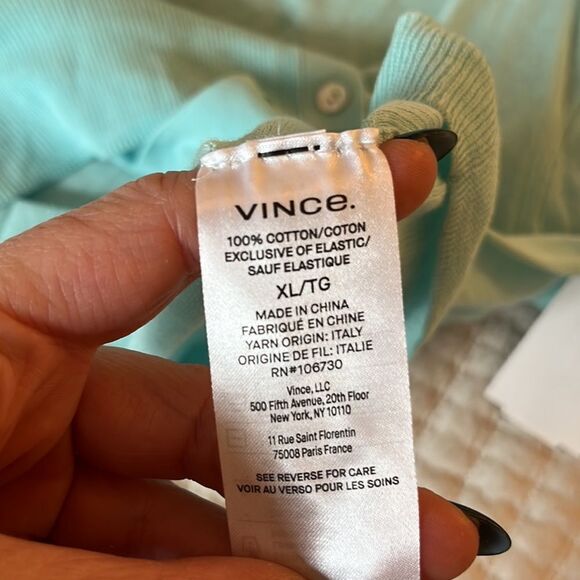 VINCe.
100% COTTON/COTON
EXCLUSIVE OF ELASTIC/
SAUF ELASTIQUE
XL/TG
MADE IN CHINA
FABRIQUÉ EN CHINE
YARN ORIGIN: ITALY
ORIGINE DE FIL: ITALIE
RN#106730
Vince, LLC
500 Fifth Avenue, 20th Floor
New York, NY 10110
11 Rue Saint Florentin
75008 Paris France
SEE REVERSE FOR CARE
VOIR AU VERSO POUR LES SOINS